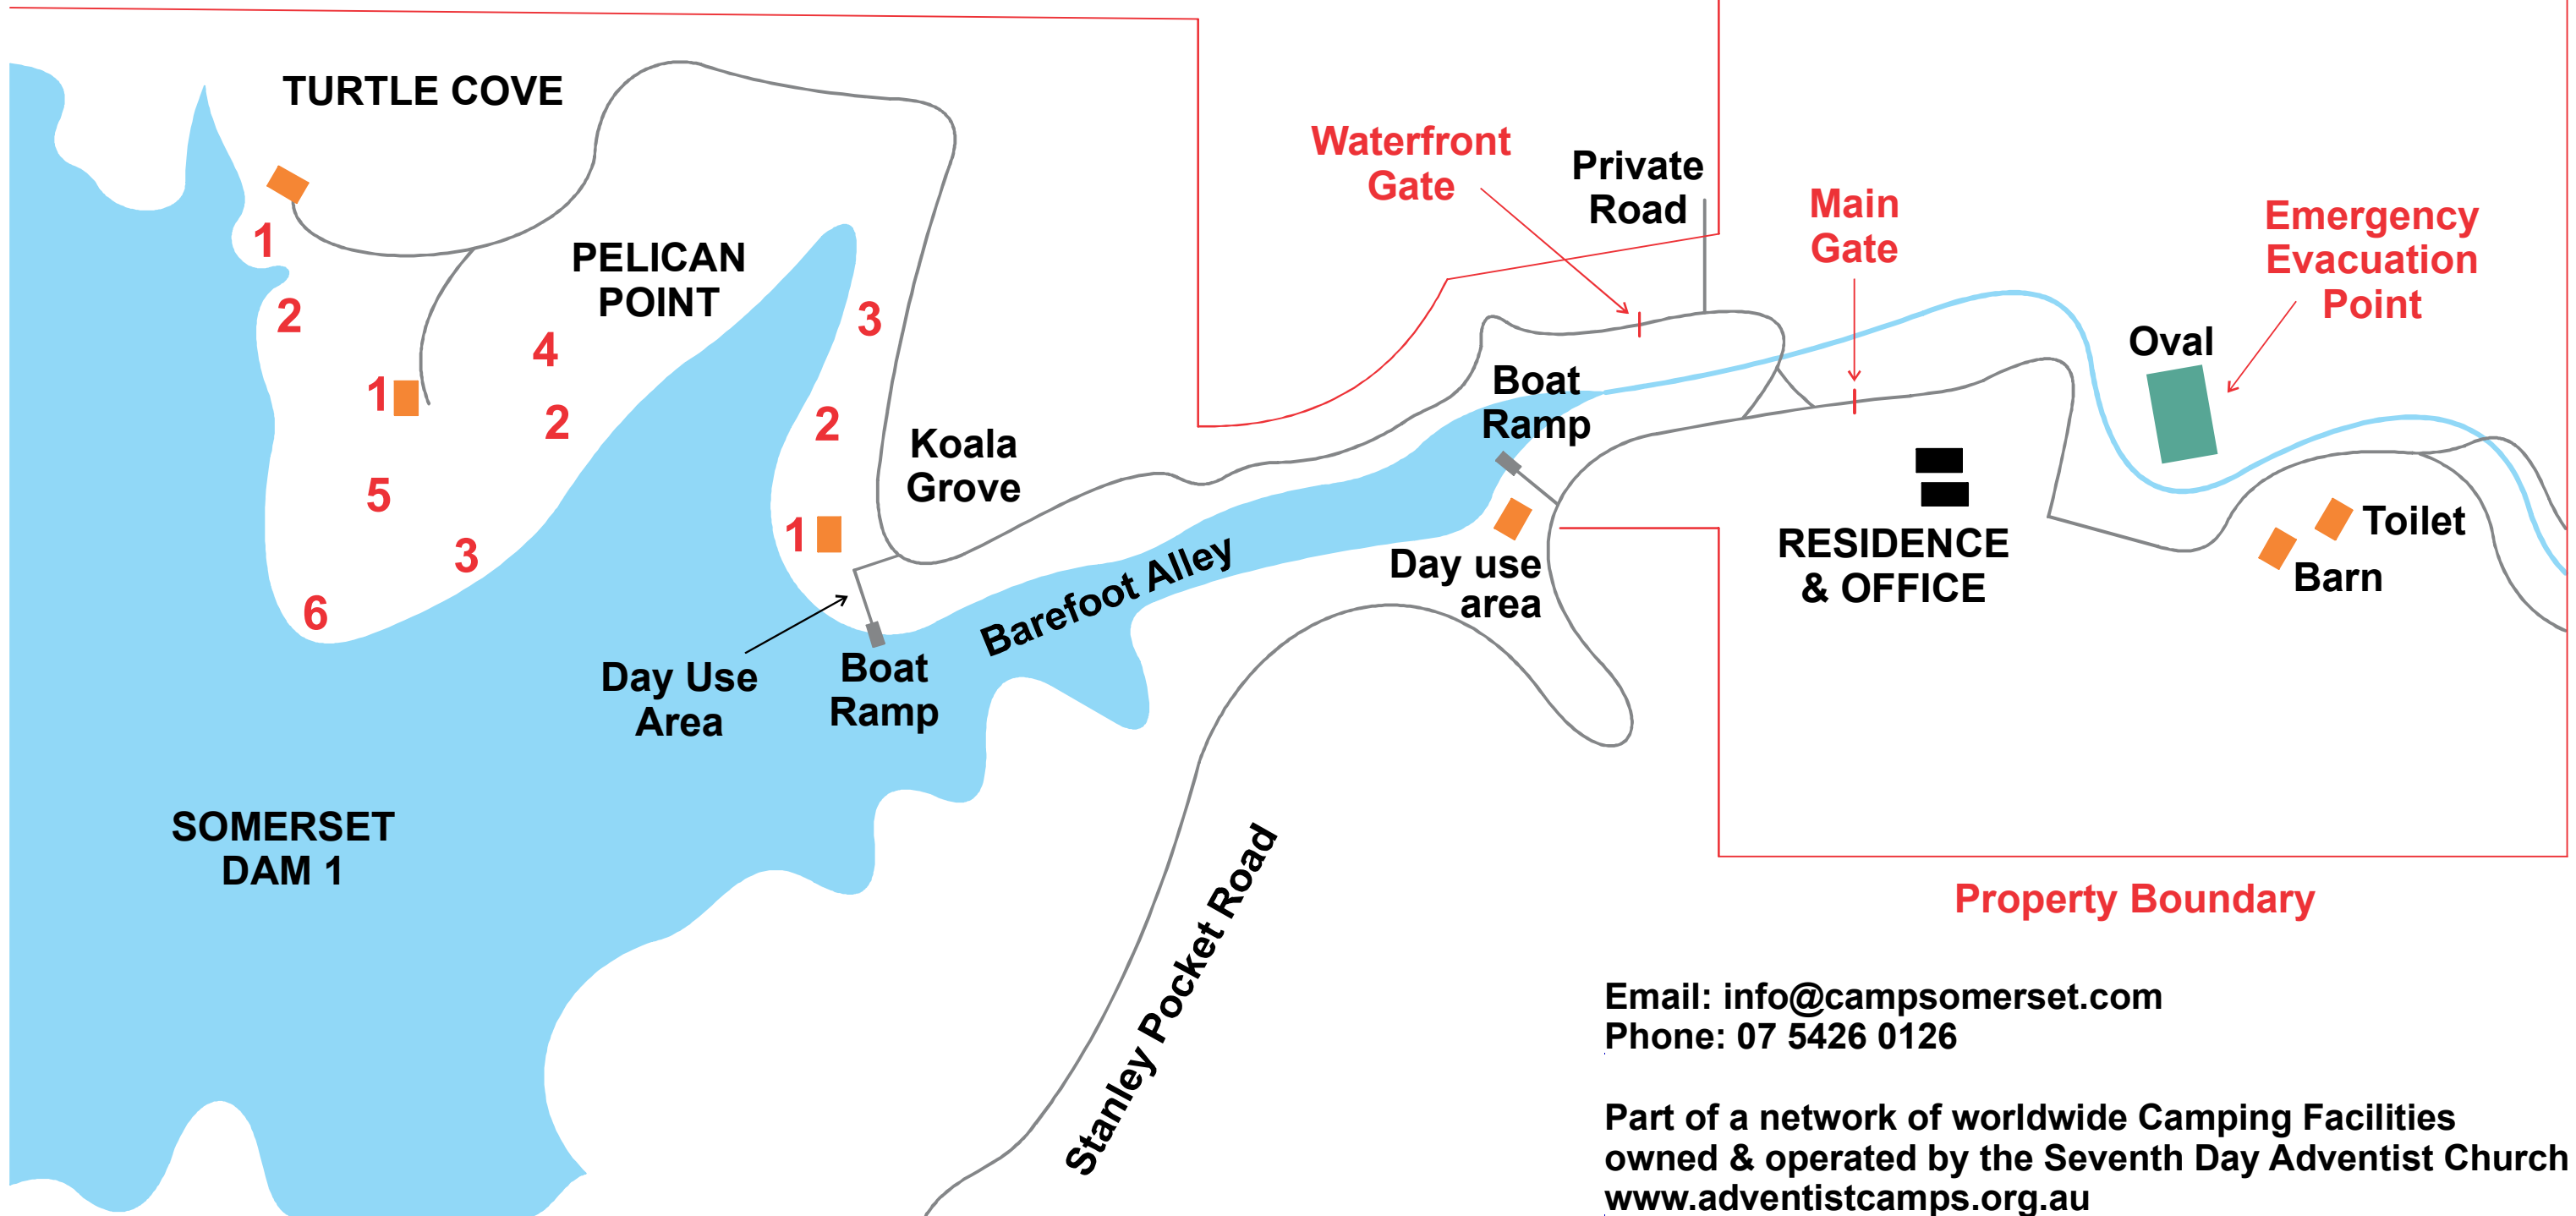 TURTLE COVE
1
2
PELICAN
POINT
1
4
2
5
3
6
3
2
1
Koala
Grove
Day Use
Area
Boat
Ramp
Barefoot Alley
SOMERSET
DAM 1
Waterfront
Gate
Private
Road
Main
Gate
Emergency
Evacuation
Point
Oval
Boat
Ramp
Day use
area
RESIDENCE
& OFFICE
Toilet
Barn
Stanley Pocket Road
Property Boundary
Email: info@campsomerset.com
Phone: 07 5426 0126
Part of a network of worldwide Camping Facilities
owned & operated by the Seventh Day Adventist Church
www.adventistcamps.org.au